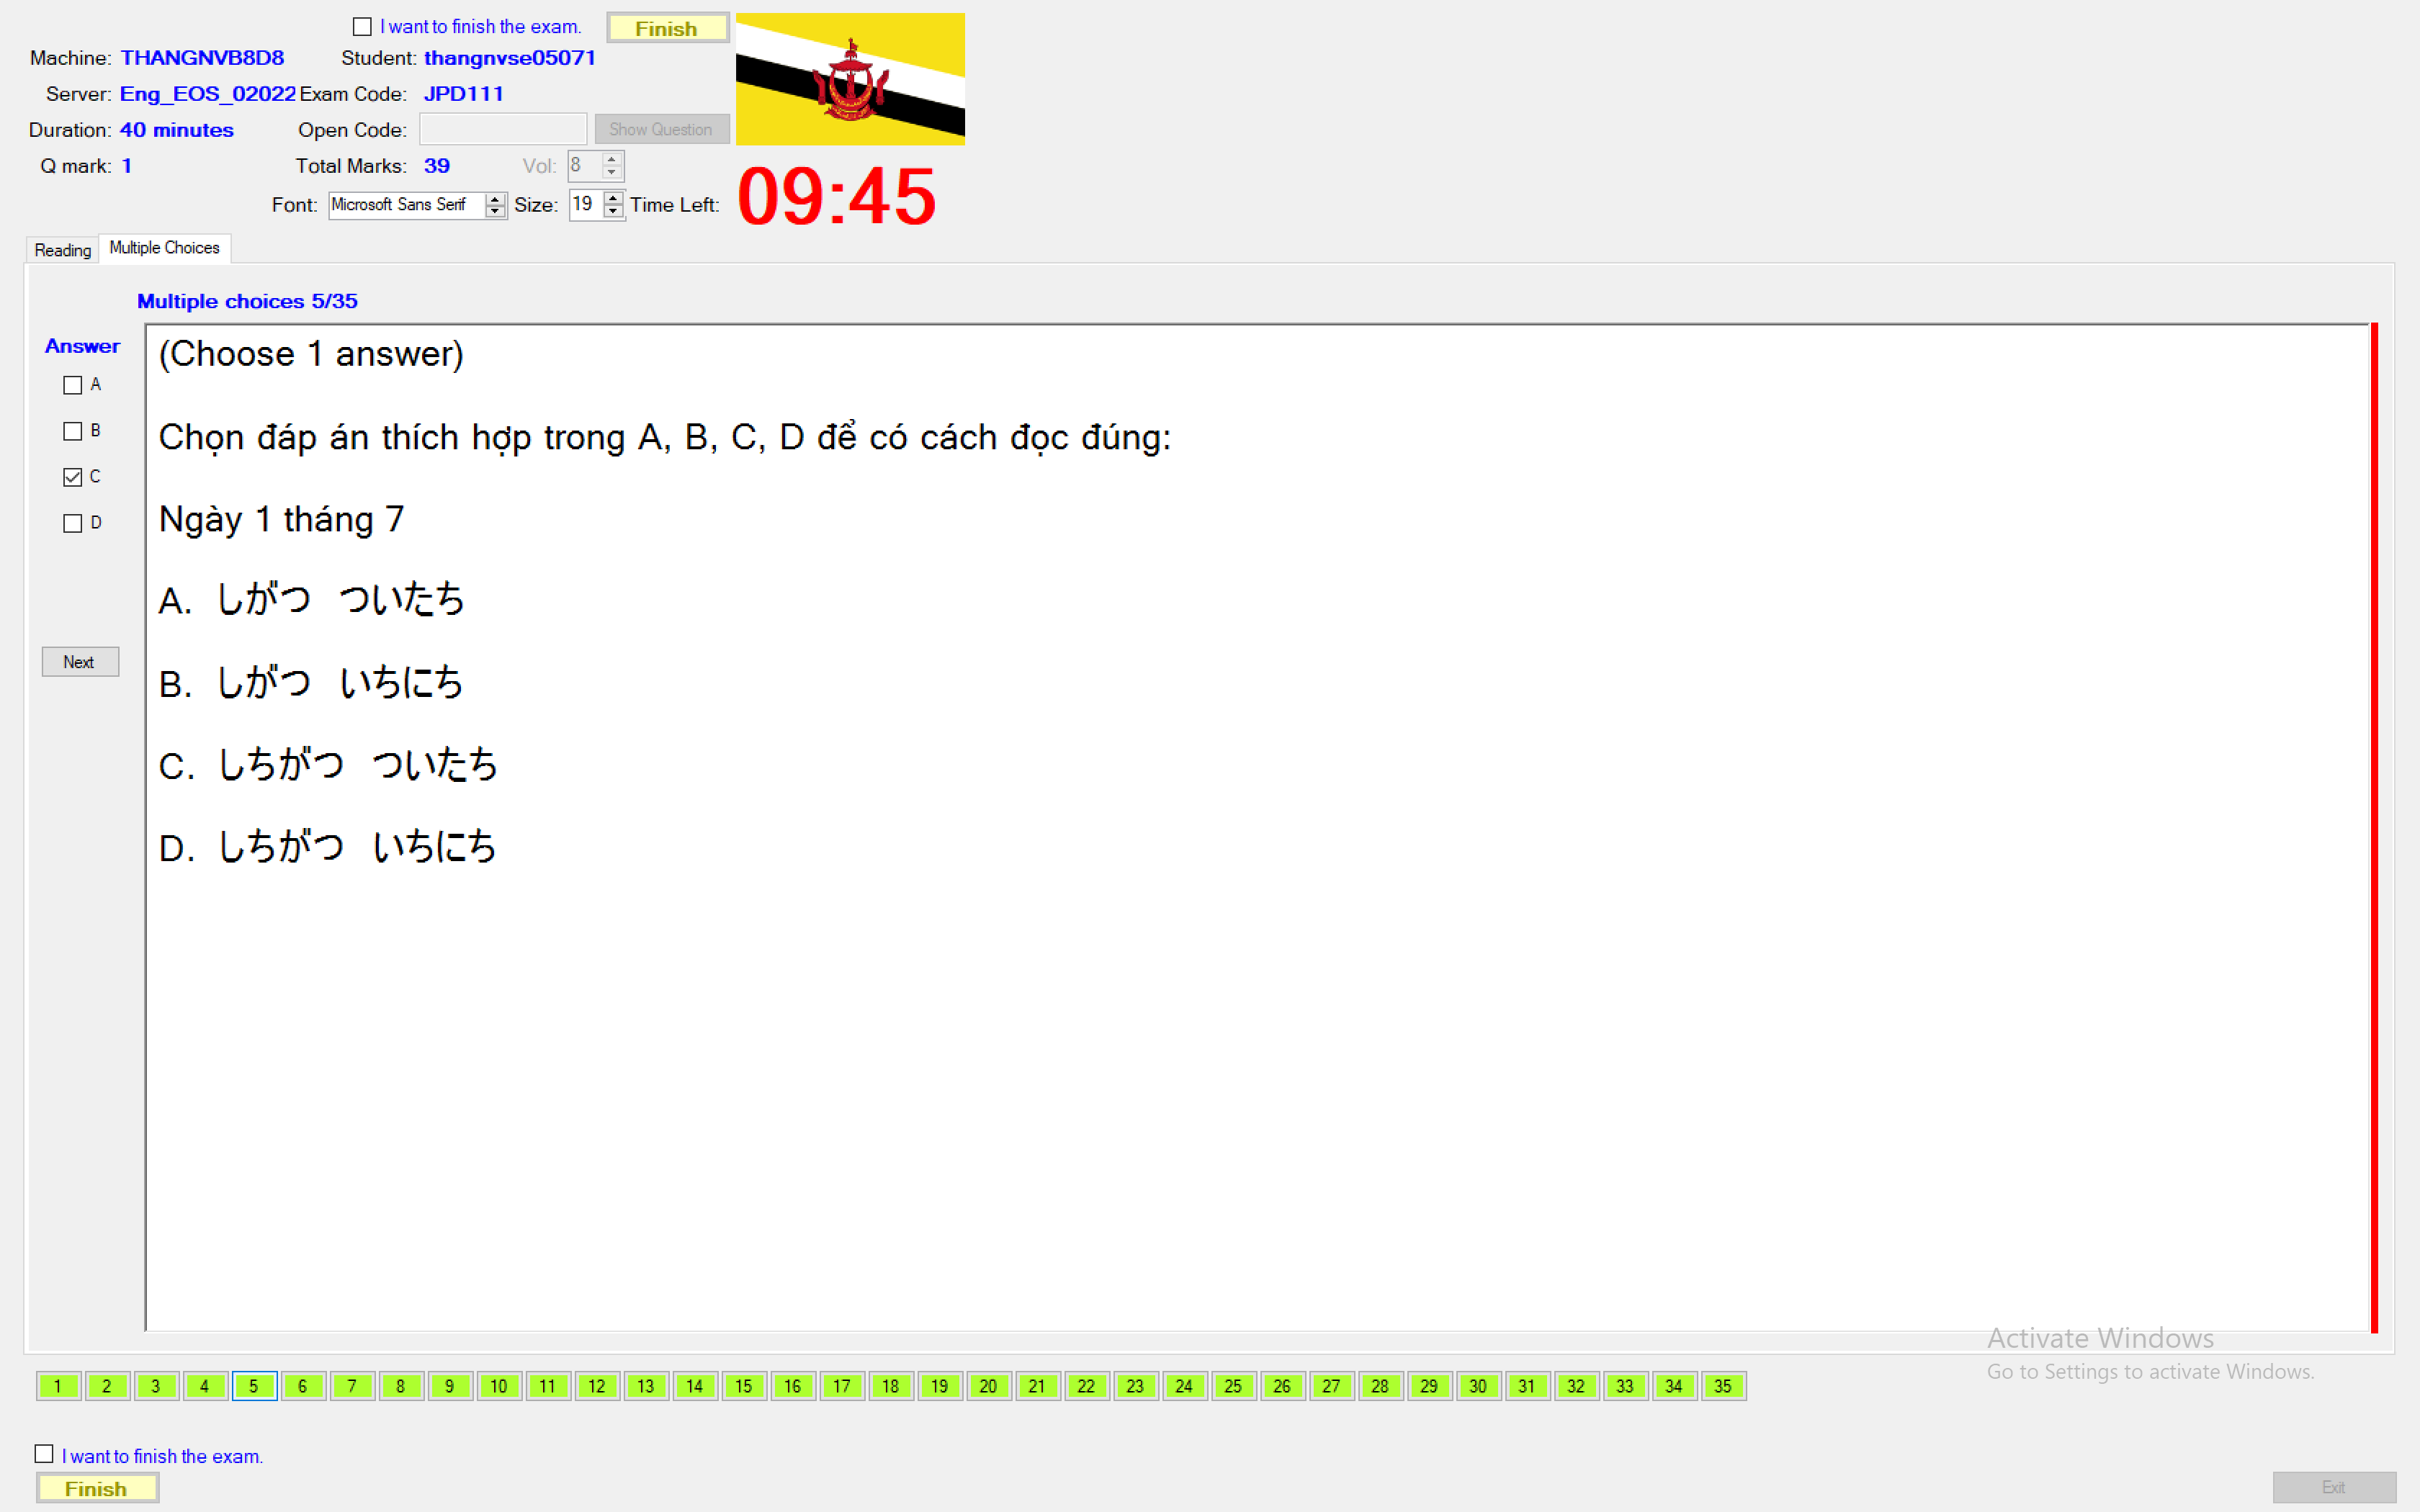 I want to finish the exam. Finish
Machine: THANGNVB8D8 Student: thangnvse05071
Server: Eng_EOS_02022 Exam Code: JPD111
Duration: 40 minutes Open Code: Show Question
Q mark: 1 Total Marks: 39 Vol: 8
Font: Microsoft Sans Serif Size: 19 Time Left: 09:45
Reading Multiple Choices
Multiple choices 5/35
Answer
A
B
C
D
Next
(Choose 1 answer)
Chọn đáp án thích hợp trong A, B, C, D để có cách đọc đúng:
Ngày 1 tháng 7
A. しがつ ついたち
B. しがつ いちにち
C. しちがつ ついたち
D. しちがつ いちにち
Activate Windows
Go to Settings to activate Windows.
1 2 3 4 5 6 7 8 9 10 11 12 13 14 15 16 17 18 19 20 21 22 23 24 25 26 27 28 29 30 31 32 33 34 35
I want to finish the exam.
Finish
Exit